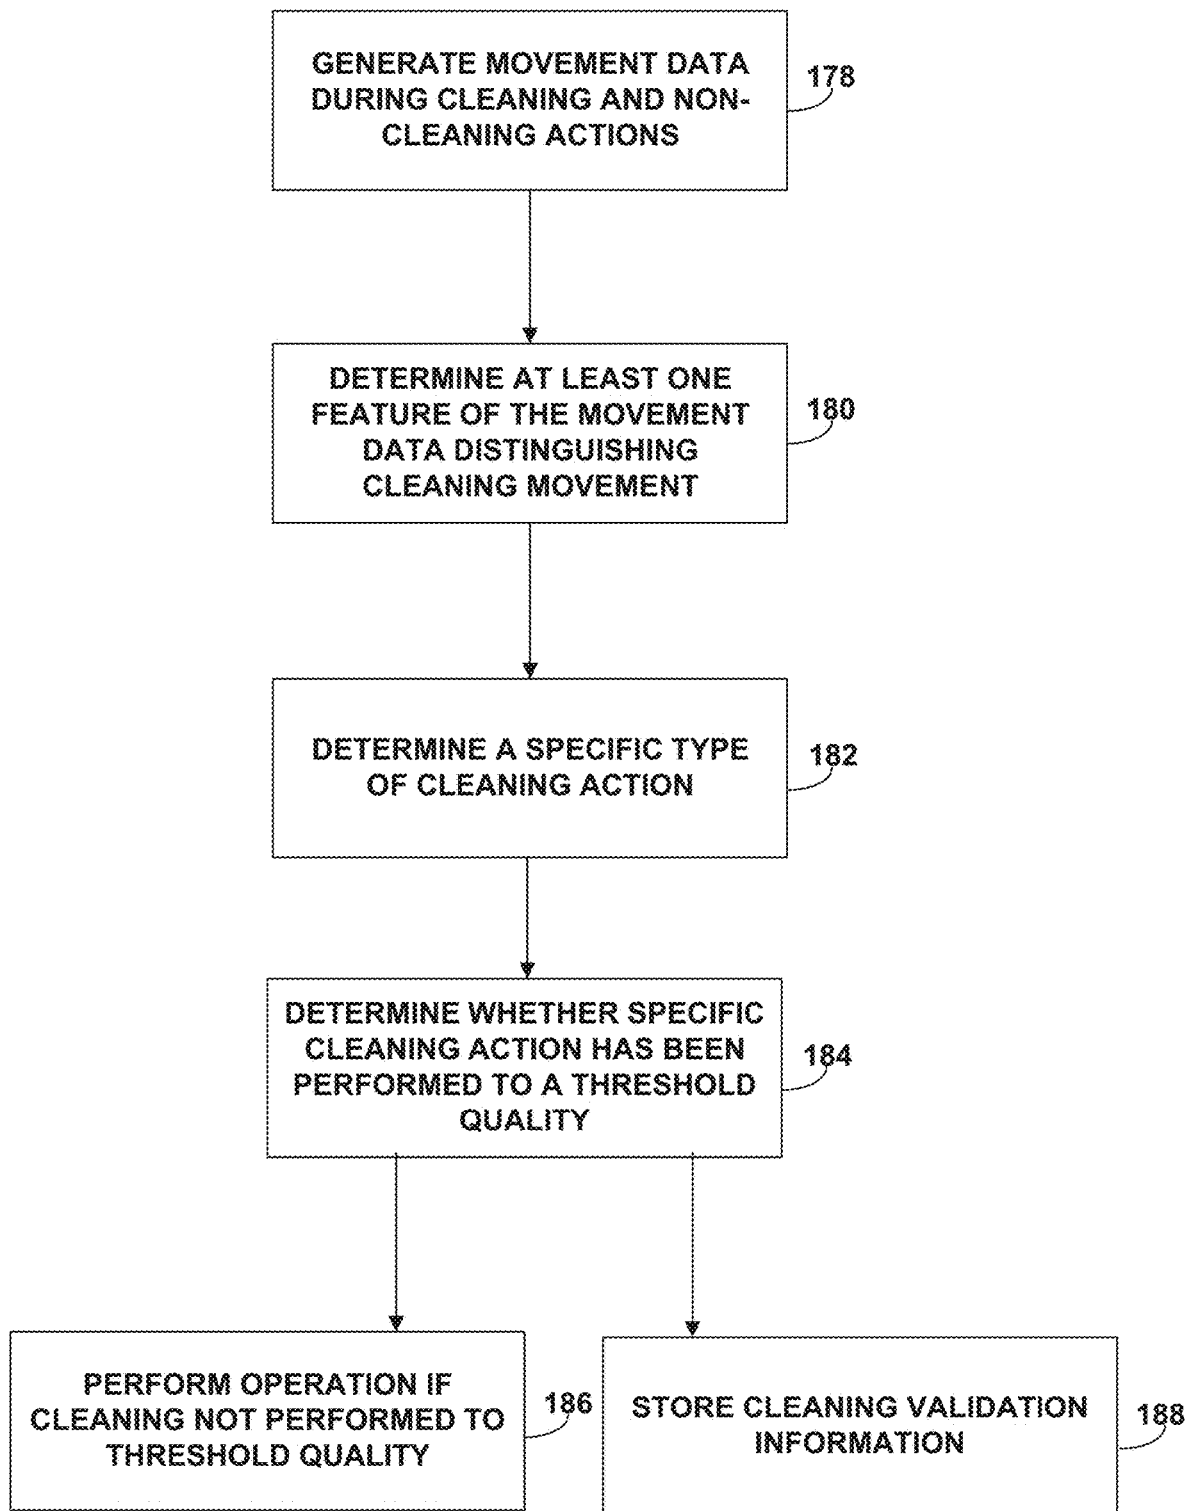 GENERATE MOVEMENT DATA
DURING CLEANING AND NON-
CLEANING ACTIONS
178
DETERMINE AT LEAST ONE
FEATURE OF THE MOVEMENT
DATA DISTINGUISHING
CLEANING MOVEMENT
180
DETERMINE A SPECIFIC TYPE
OF CLEANING ACTION
182
DETERMINE WHETHER SPECIFIC
CLEANING ACTION HAS BEEN
PERFORMED TO A THRESHOLD
QUALITY
184
PERFORM OPERATION IF
CLEANING NOT PERFORMED TO
THRESHOLD QUALITY
186
STORE CLEANING VALIDATION
INFORMATION
188